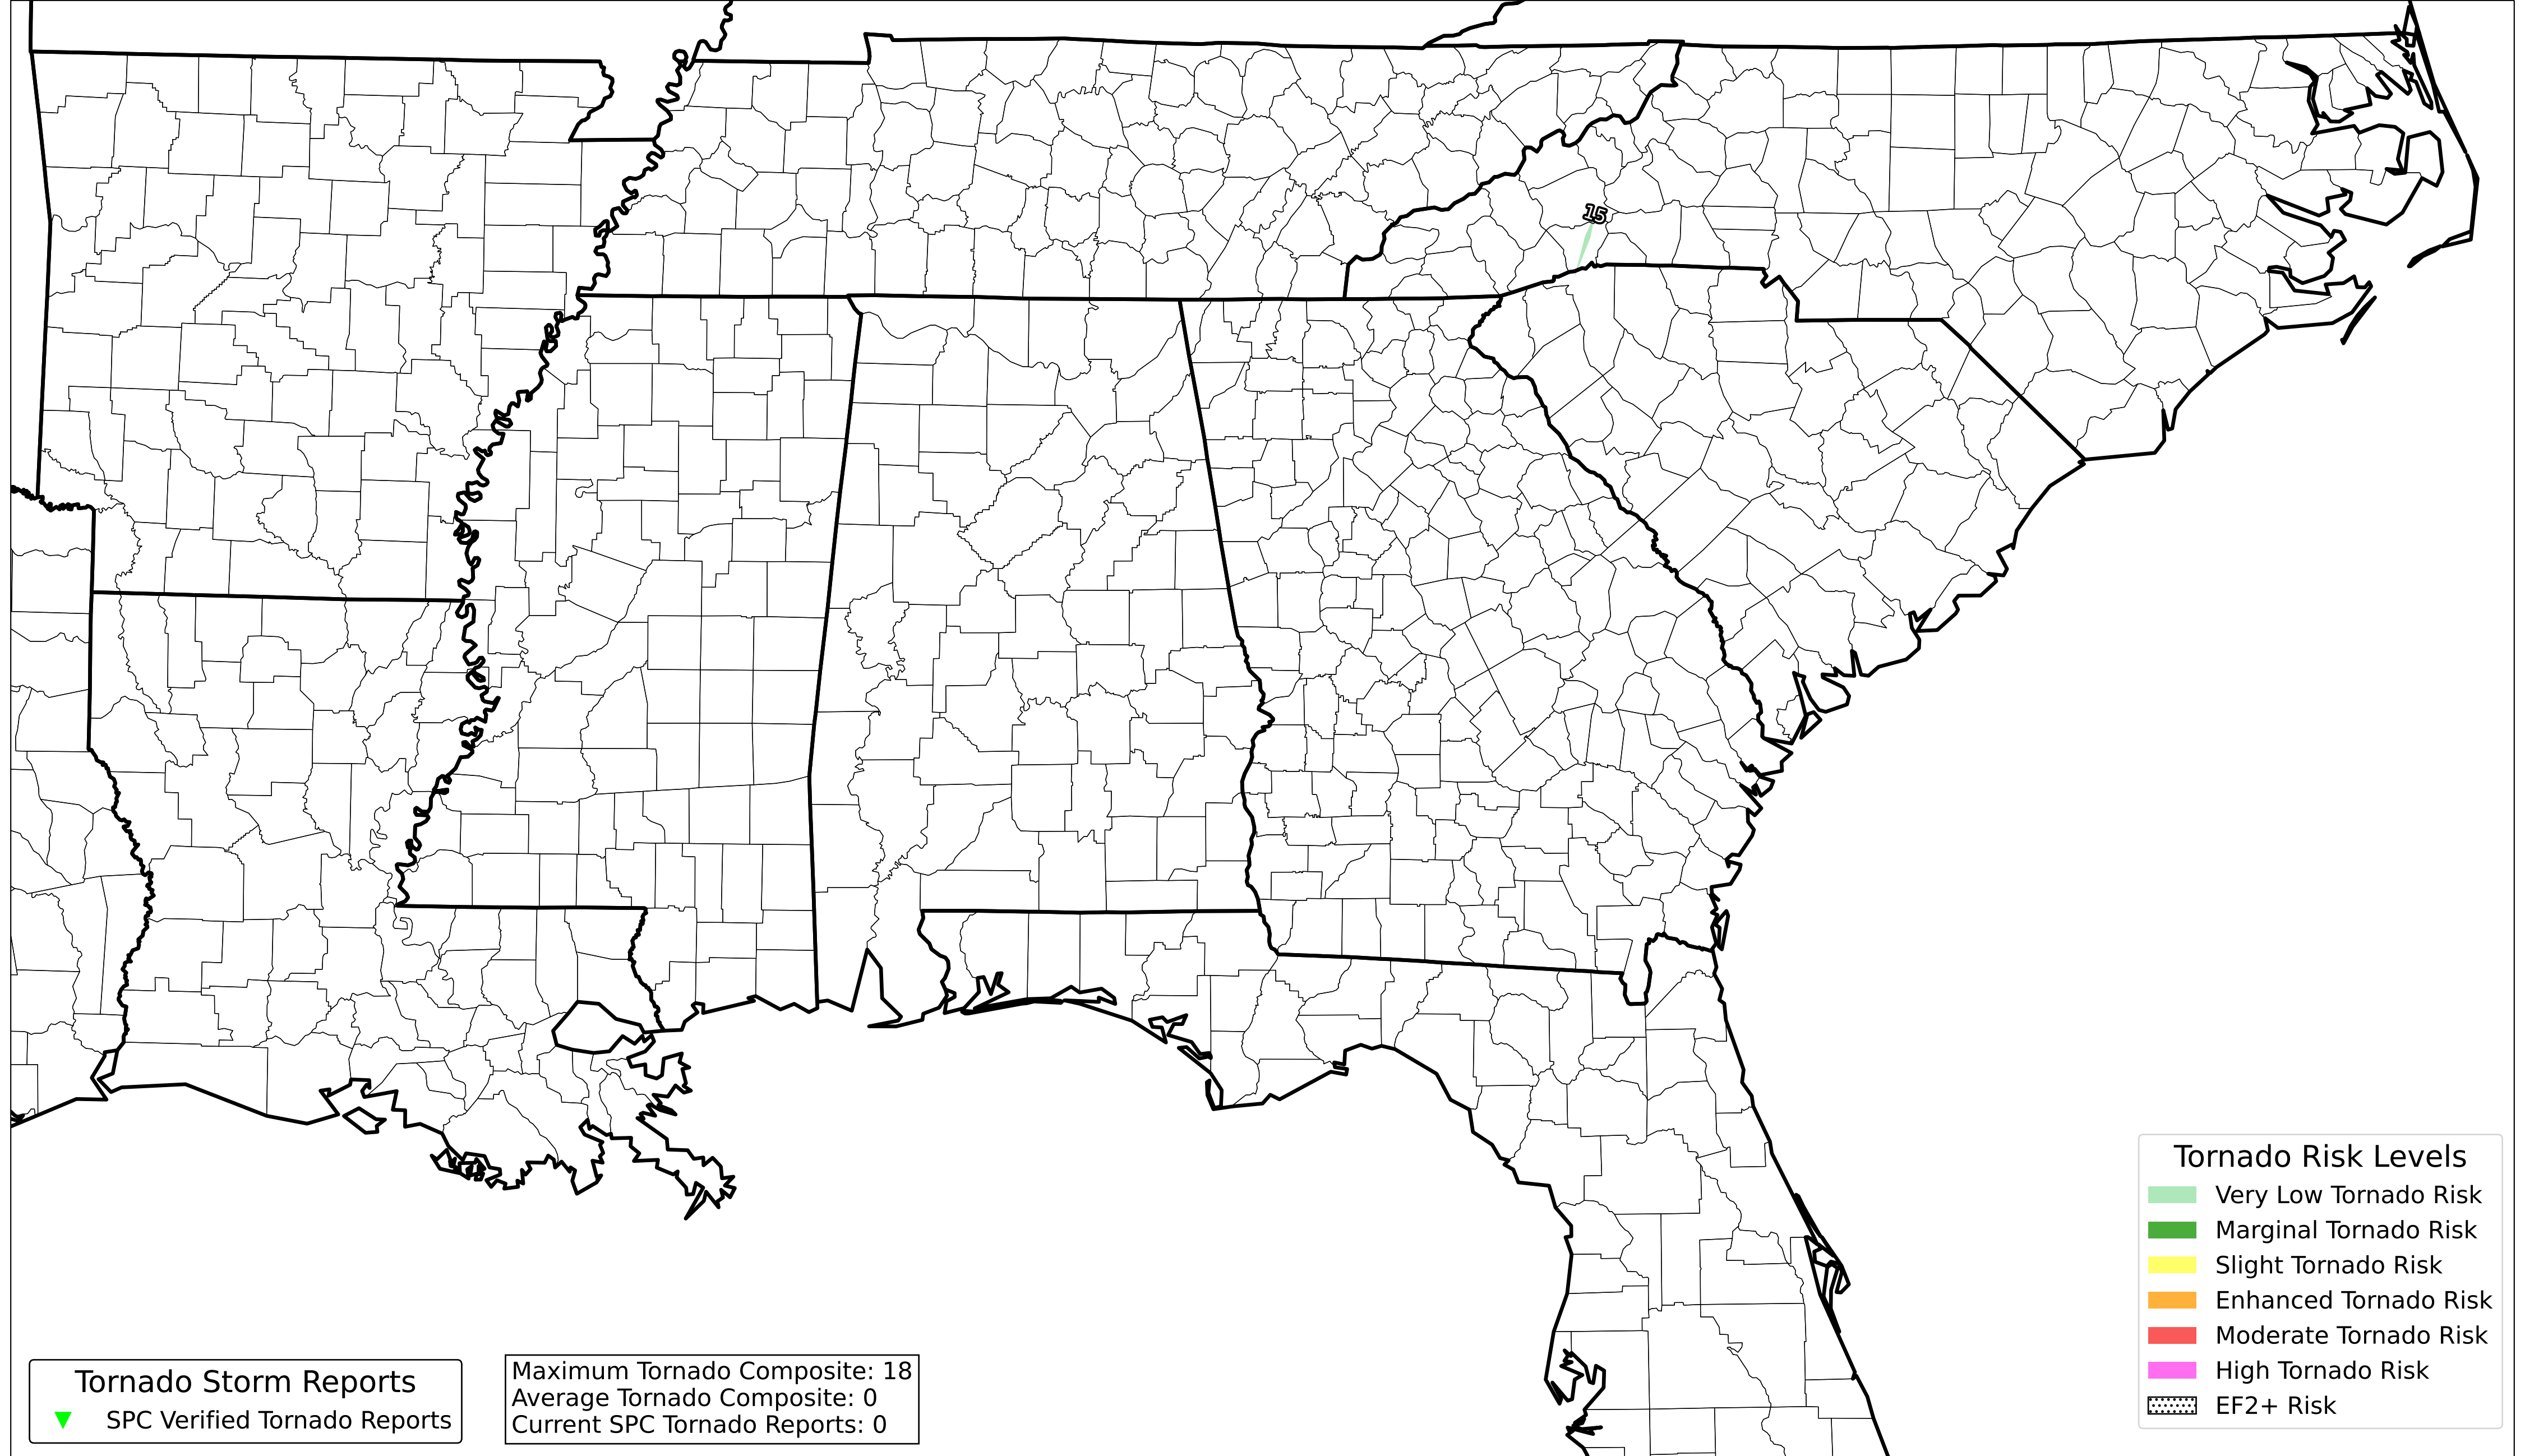 15
Tornado Risk Levels
Very Low Tornado Risk
Marginal Tornado Risk
Slight Tornado Risk
Enhanced Tornado Risk
Moderate Tornado Risk
High Tornado Risk
EF2+ Risk
Tornado Storm Reports
SPC Verified Tornado Reports
Maximum Tornado Composite: 18
Average Tornado Composite: 0
Current SPC Tornado Reports: 0